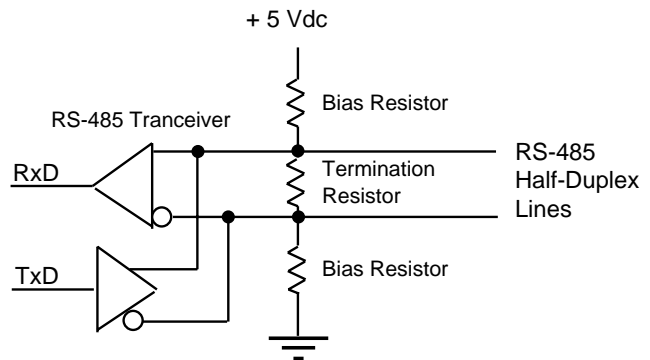 + 5 Vdc
Bias Resistor
RS-485 Tranceiver
RxD
Termination
Resistor
RS-485
Half-Duplex
Lines
TxD
Bias Resistor